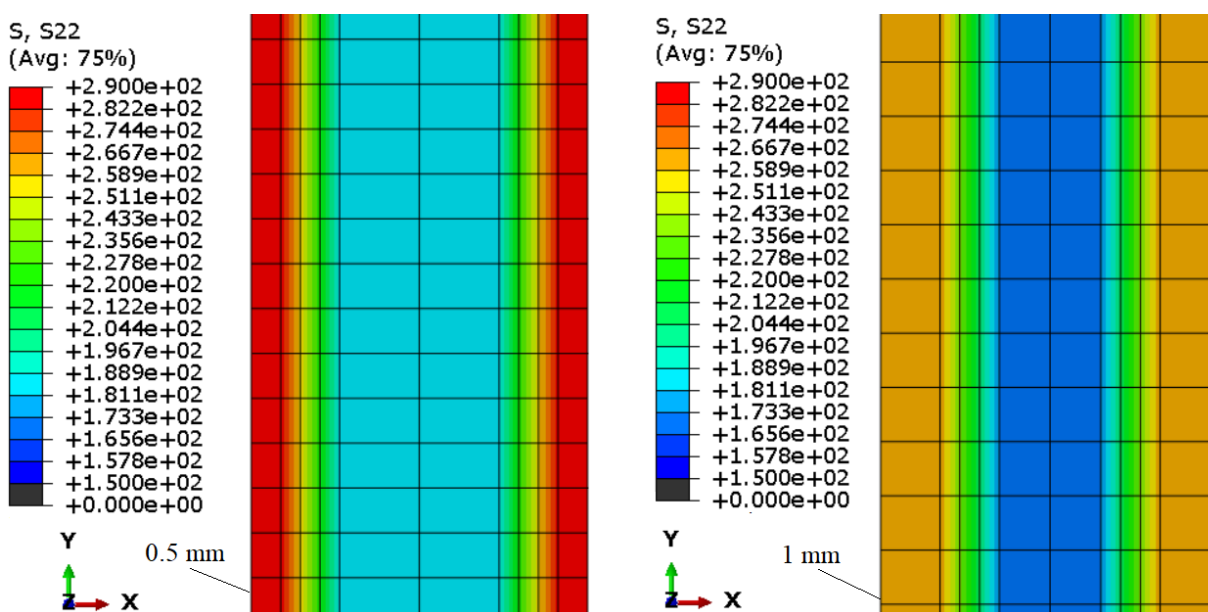 S, S22
(Avg: 75%)
+2.900e+02
+2.822e+02
+2.744e+02
+2.667e+02
+2.589e+02
+2.511e+02
+2.433e+02
+2.356e+02
+2.278e+02
+2.200e+02
+2.122e+02
+2.044e+02
+1.967e+02
+1.889e+02
+1.811e+02
+1.733e+02
+1.656e+02
+1.578e+02
+1.500e+02
+0.000e+00
Y
Z
X
0.5 mm
S, S22
(Avg: 75%)
+2.900e+02
+2.822e+02
+2.744e+02
+2.667e+02
+2.589e+02
+2.511e+02
+2.433e+02
+2.356e+02
+2.278e+02
+2.200e+02
+2.122e+02
+2.044e+02
+1.967e+02
+1.889e+02
+1.811e+02
+1.733e+02
+1.656e+02
+1.578e+02
+1.500e+02
+0.000e+00
Y
Z
X
1 mm